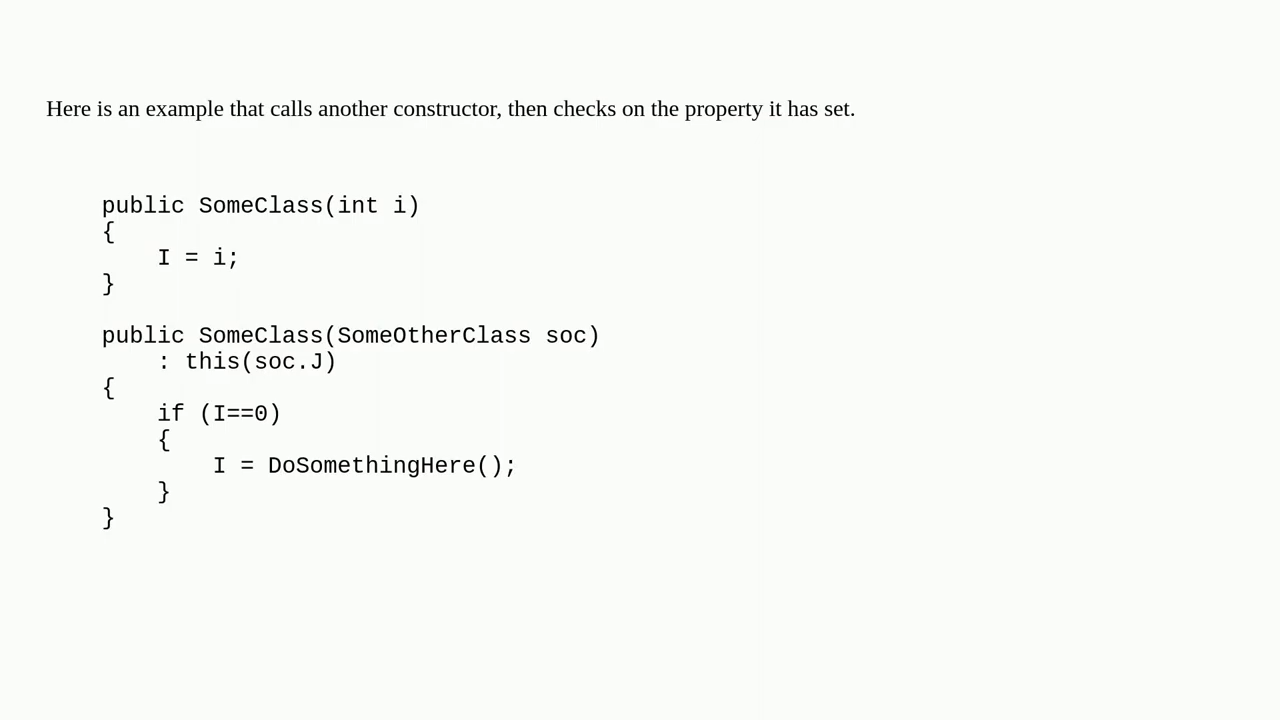 Here is an example that calls another constructor, then checks on the property it has set.
public SomeClass(int i)
{
    I = i;
}
public SomeClass(SomeOtherClass soc)
    : this(soc.J)
{
    if (I==0)
    {
        I = DoSomethingHere();
    }
}